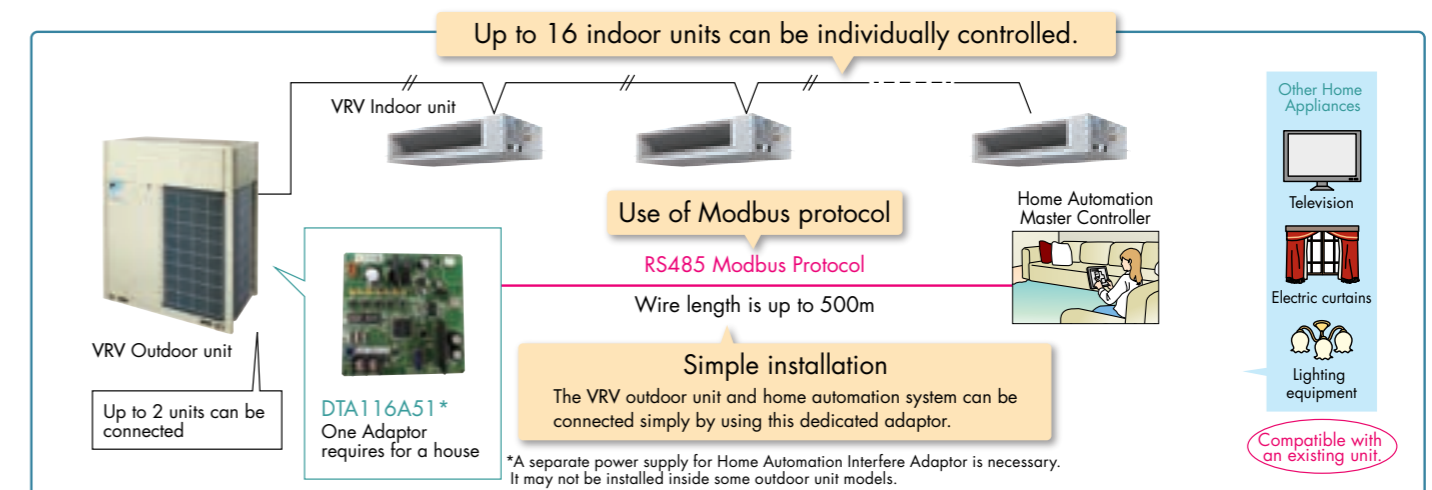 Up to 16 indoor units can be individually controlled.
VRV Indoor unit
VRV Outdoor unit
Up to 2 units can be
connected
DTA116A51*
One Adaptor
requires for a house
Use of Modbus protocol
RS485 Modbus Protocol
Wire length is up to 500m
Simple installation
The VRV outdoor unit and home automation system can be
connected simply by using this dedicated adaptor.
*A separate power supply for Home Automation Interfere Adaptor is necessary.
It may not be installed inside some outdoor unit models.
Home Automation
Master Controller
Other Home
Appliances
Television
Electric curtains
Lighting
equipment
Compatible with
an existing unit.